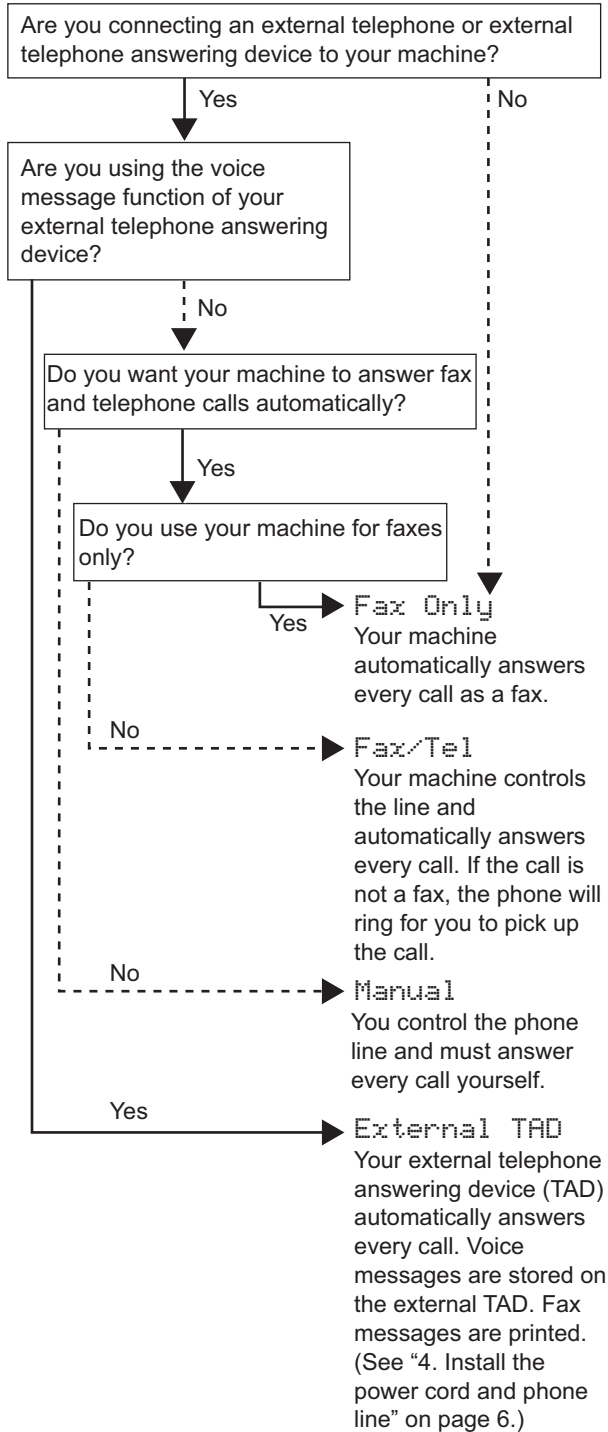 Are you connecting an external telephone or external
telephone answering device to your machine?
Yes
No
Are you using the voice
message function of your
external telephone answering
device?
No
Do you want your machine to answer fax
and telephone calls automatically?
Yes
Do you use your machine for faxes
only?
Yes
Fax Only
Your machine
automatically answers
every call as a fax.
No
Fax/Tel
Your machine controls
the line and
automatically answers
every call. If the call is
not a fax, the phone will
ring for you to pick up
the call.
No
Manual
You control the phone
line and must answer
every call yourself.
Yes
External TAD
Your external telephone
answering device (TAD)
automatically answers
every call. Voice
messages are stored on
the external TAD. Fax
messages are printed.
(See “4. Install the
power cord and phone
line” on page 6.)